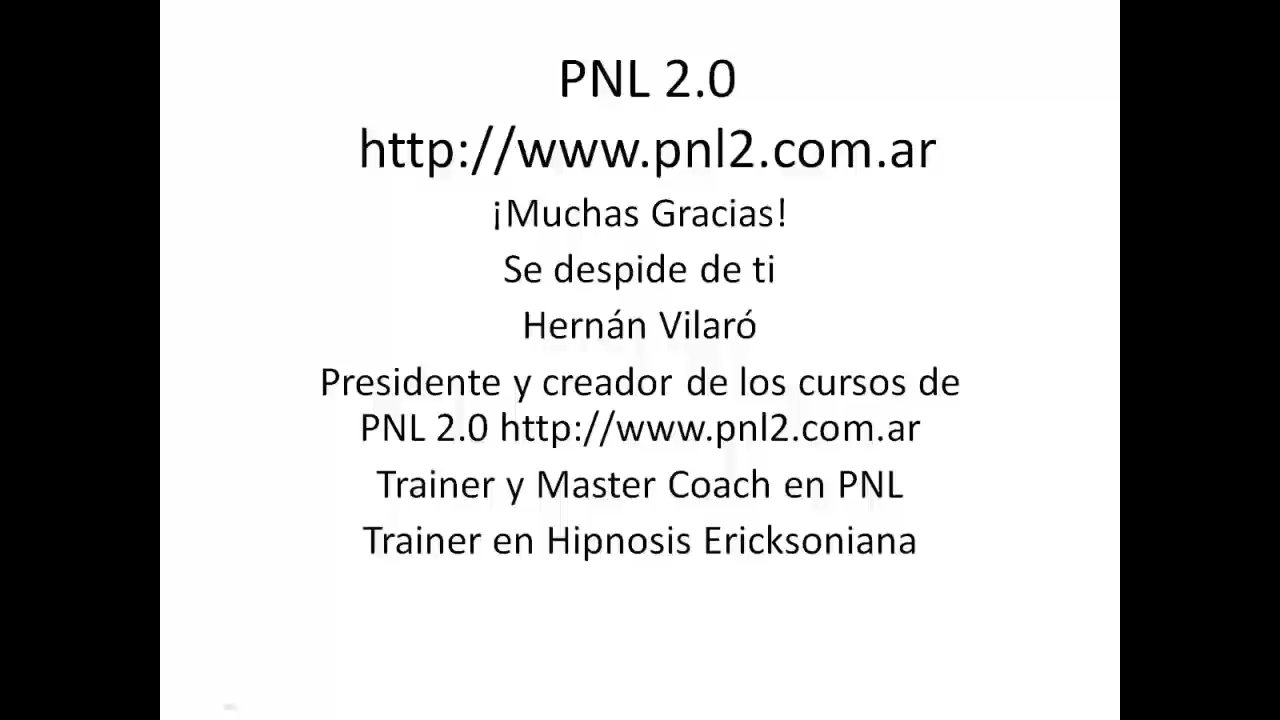 PNL 2.0
http://www.pnl2.com.ar
¡Muchas Gracias!
Se despide de ti
Hernán Vilaró
Presidente y creador de los cursos de
PNL 2.0 http://www.pnl2.com.ar
Trainer y Master Coach en PNL
Trainer en Hipnosis Ericksoniana